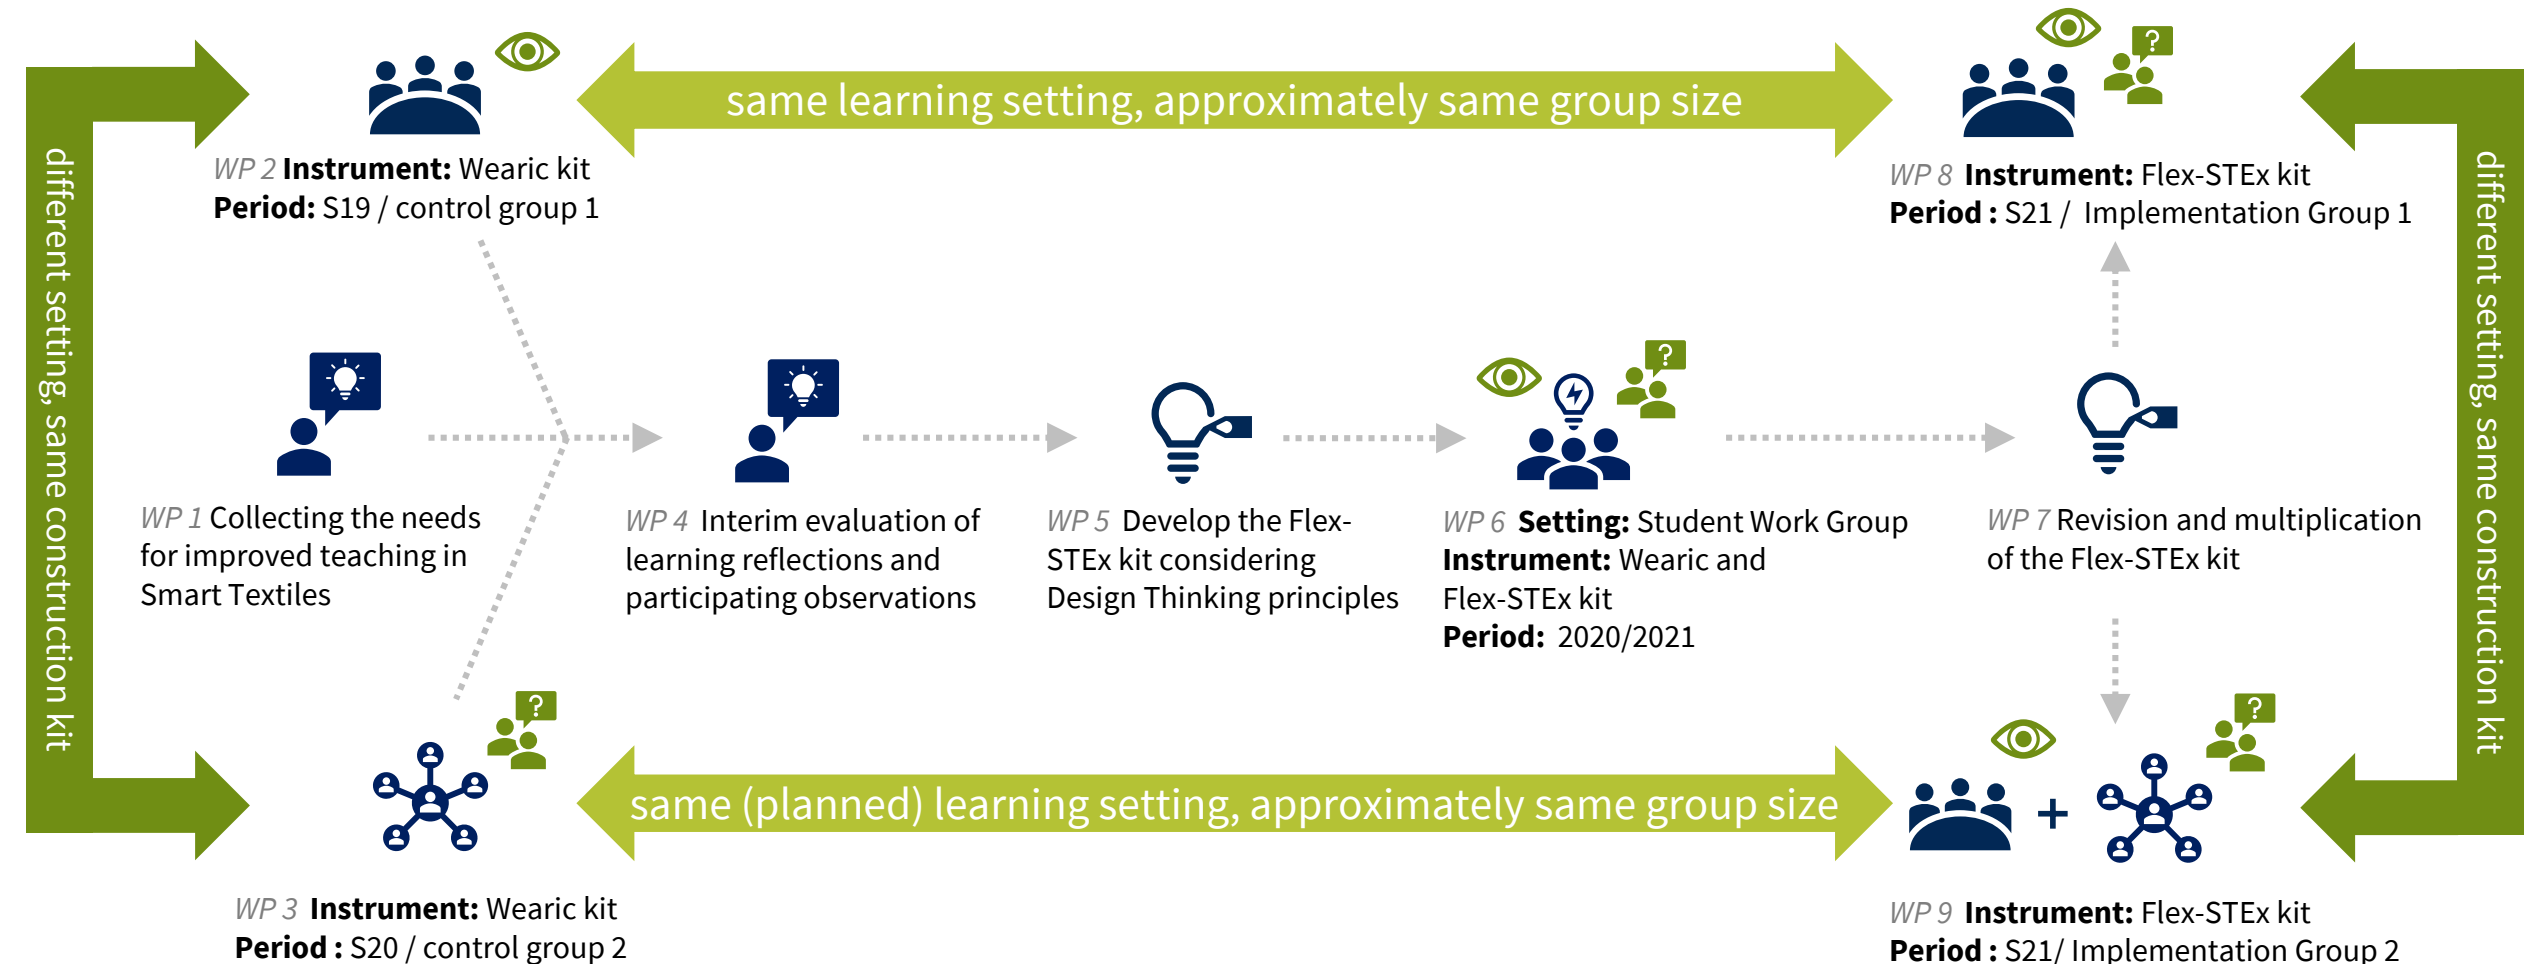 same learning setting, approximately same group size
WP 2 Instrument: Wearic kit
Period: S19 / control group 1
WP 8 Instrument: Flex-STEx kit
Period : S21 / Implementation Group 1
different setting, same construction kit
different setting, same construction kit
?
?
WP 1 Collecting the needs
for improved teaching in
Smart Textiles
WP 4 Interim evaluation of
learning reflections and
participating observations
WP 5 Develop the Flex-
STEx kit considering
Design Thinking principles
WP 6 Setting: Student Work Group
Instrument: Wearic and
Flex-STEx kit
Period: 2020/2021
WP 7 Revision and multiplication
of the Flex-STEx kit
?
?
same (planned) learning setting, approximately same group size
+
WP 3 Instrument: Wearic kit
Period : S20 / control group 2
WP 9 Instrument: Flex-STEx kit
Period : S21/ Implementation Group 2